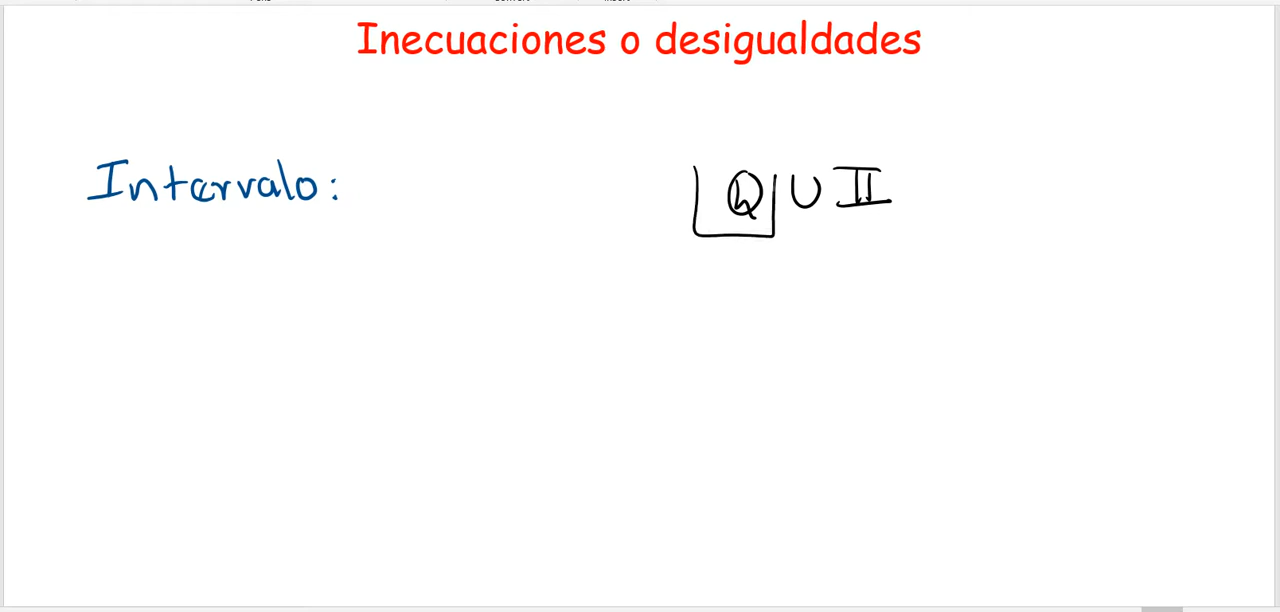 Inecuaciones o desigualdades
Intervalo:
ℚ ∪ 𝕀